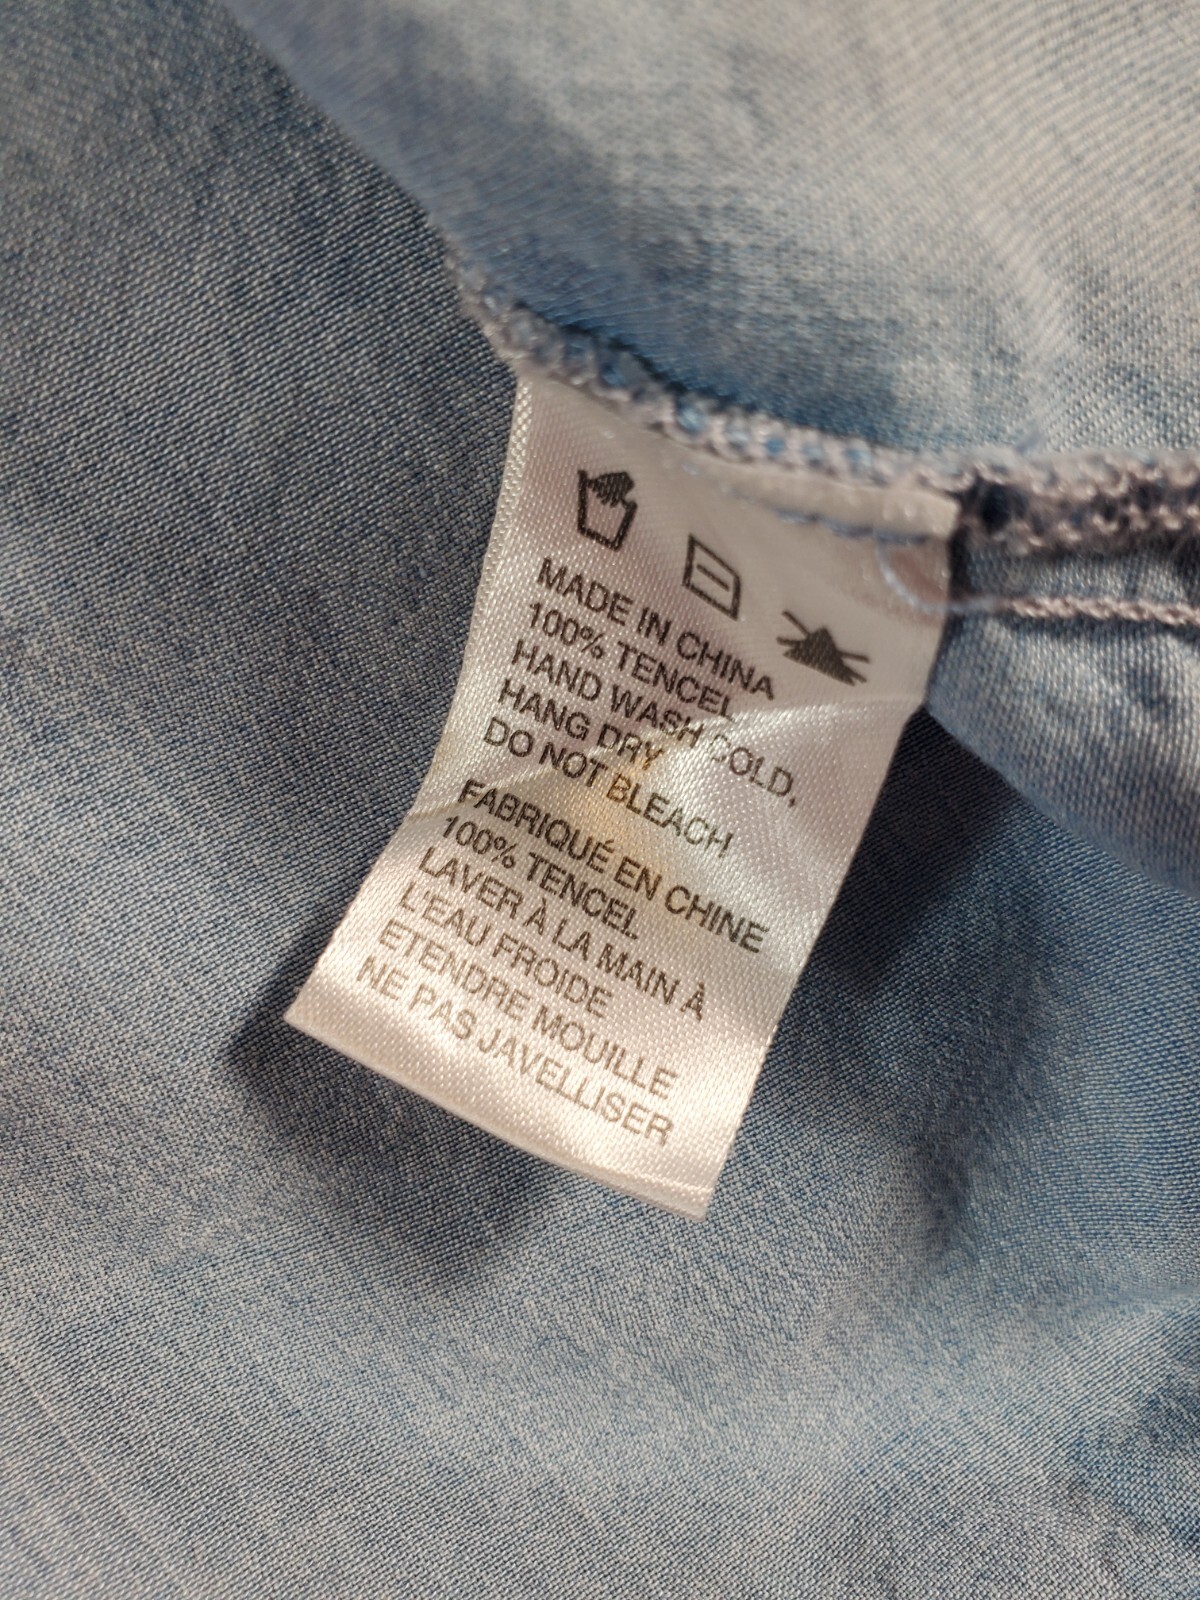 MADE IN CHINA
100% TENCEL
HAND WASH COLD,
HANG DRY
DO NOT BLEACH
FABRIQUÉ EN CHINE
100% TENCEL
LAVER À LA MAIN À
L'EAU FROIDE
ETENDRE MOUILLE
NE PAS JAVELLISER